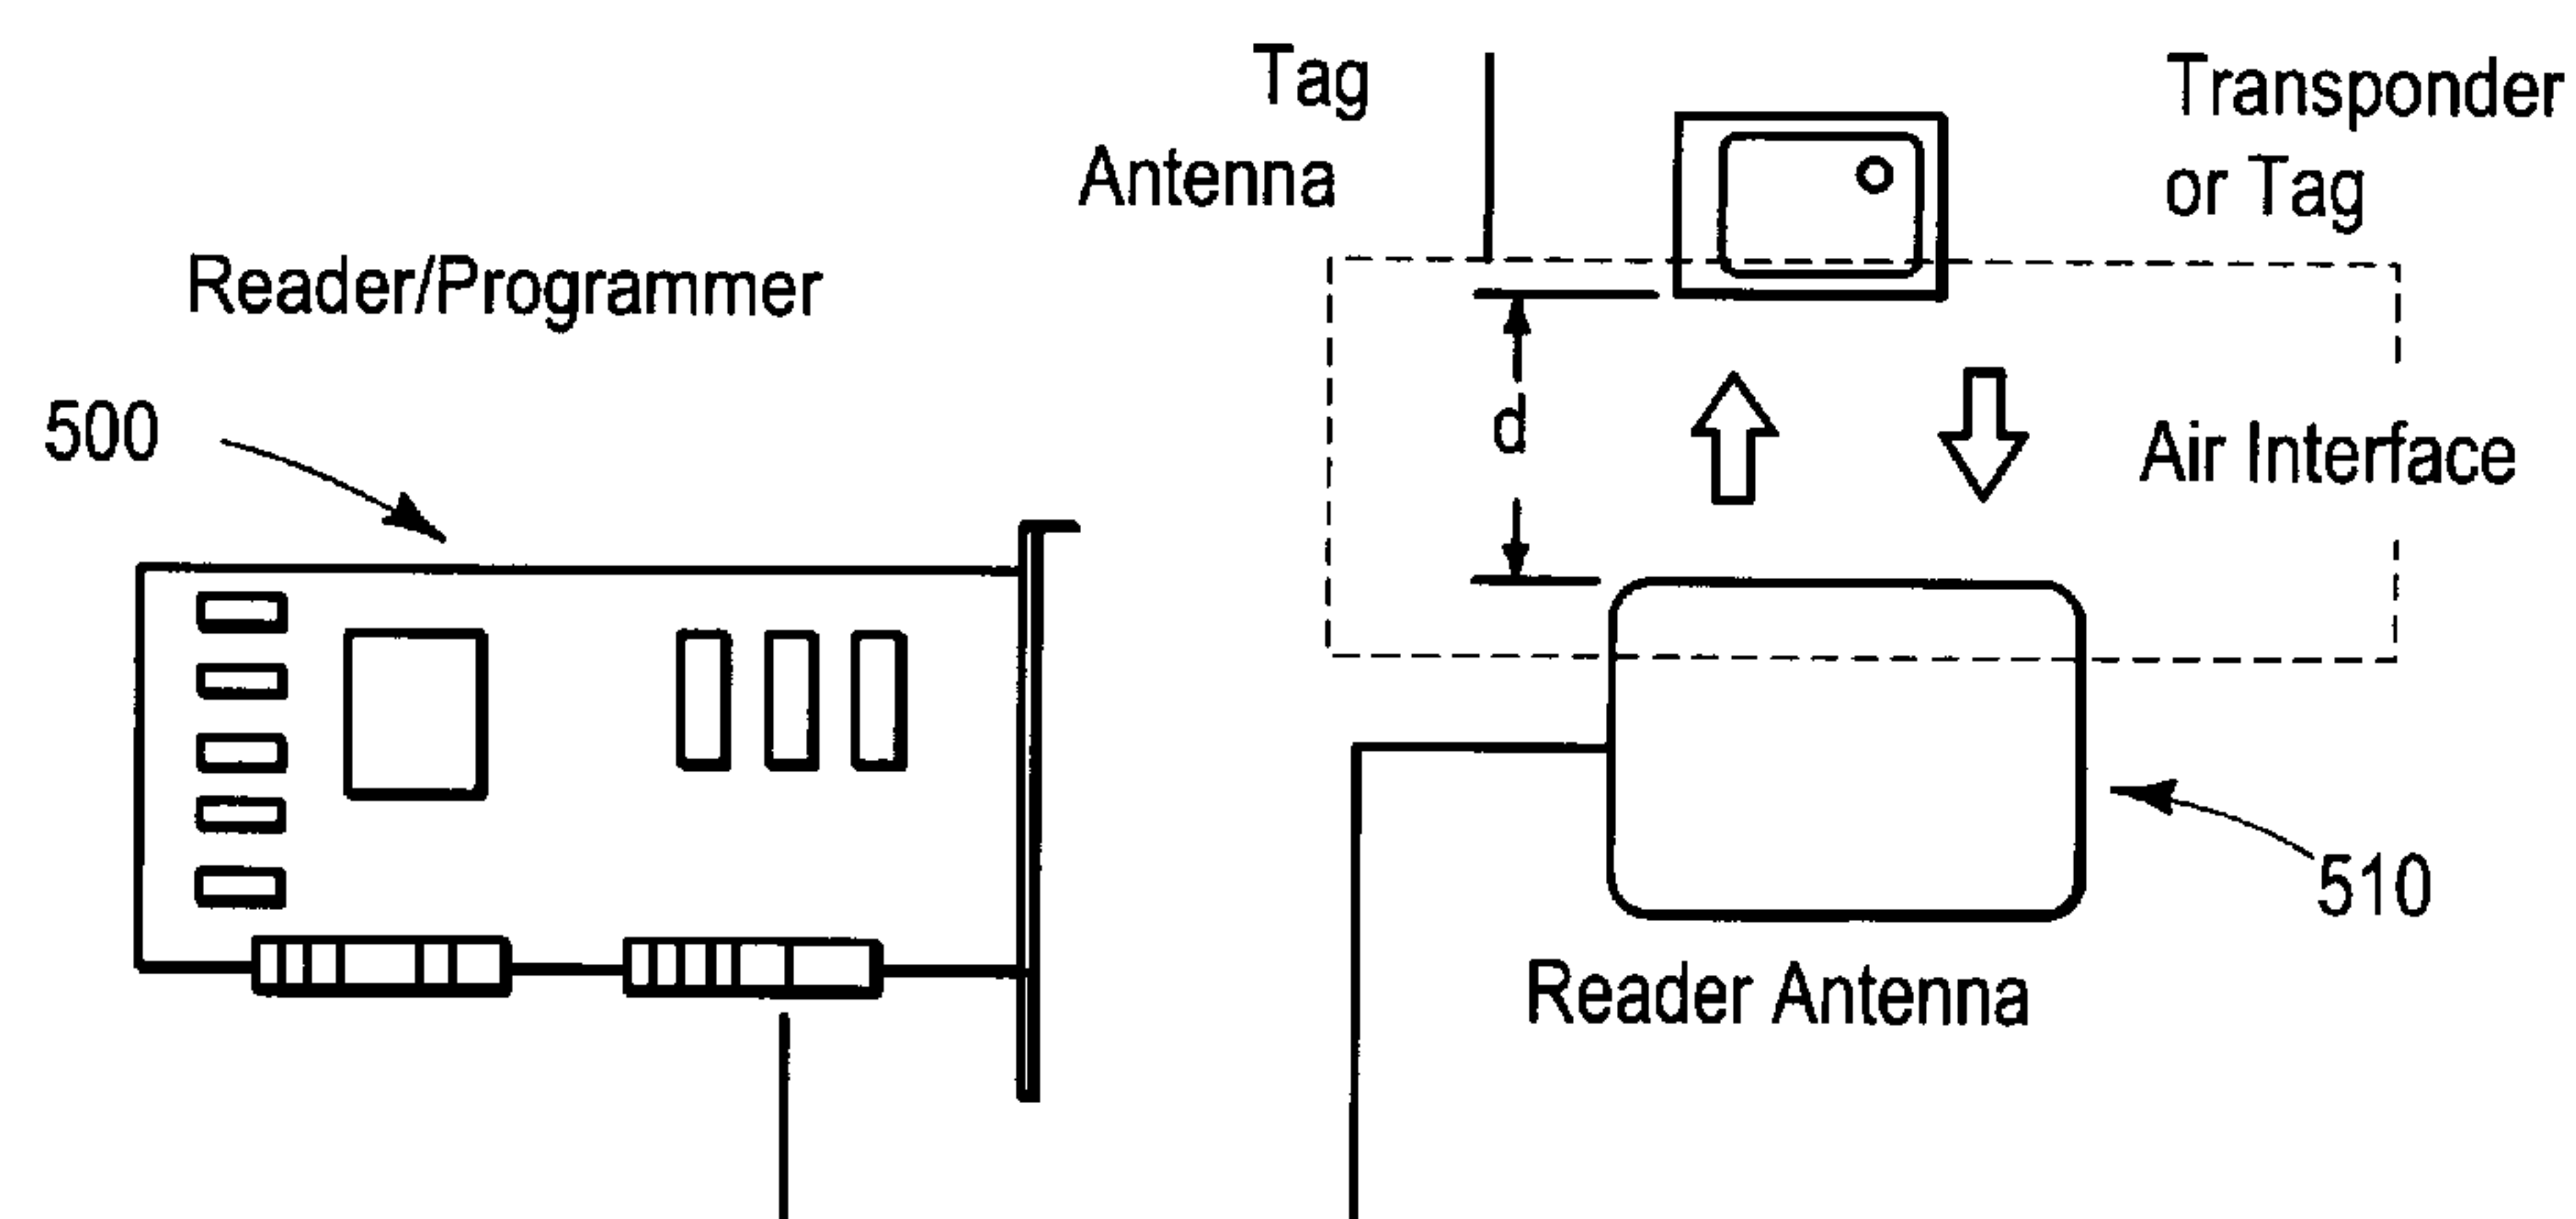 Tag
Antenna
Transponder
or Tag
Reader/Programmer
500
d
Air Interface
510
Reader Antenna